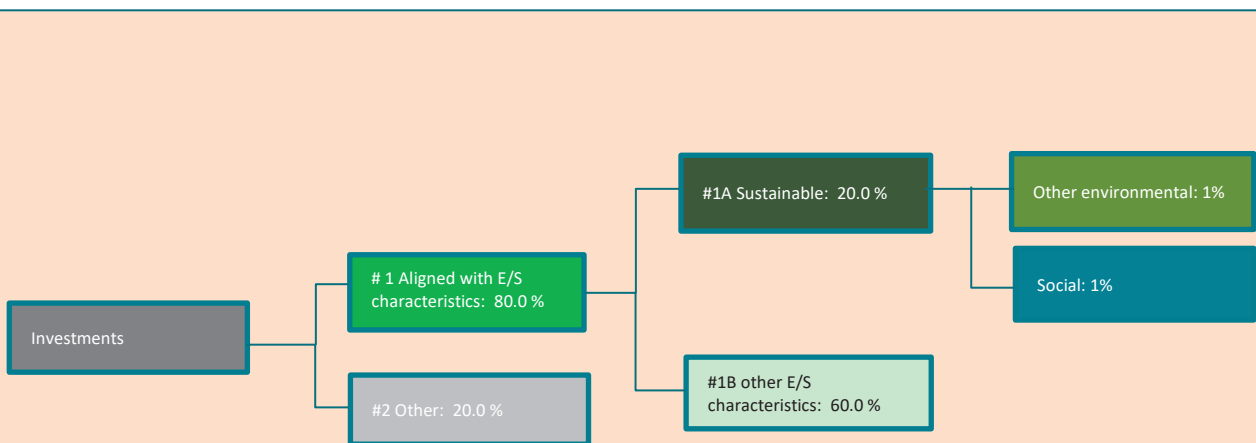 Investments
# 1 Aligned with E/S
characteristics: 80.0 %
#2 Other: 20.0 %
#1A Sustainable: 20.0 %
#1B other E/S
characteristics: 60.0 %
Other environmental: 1%
Social: 1%